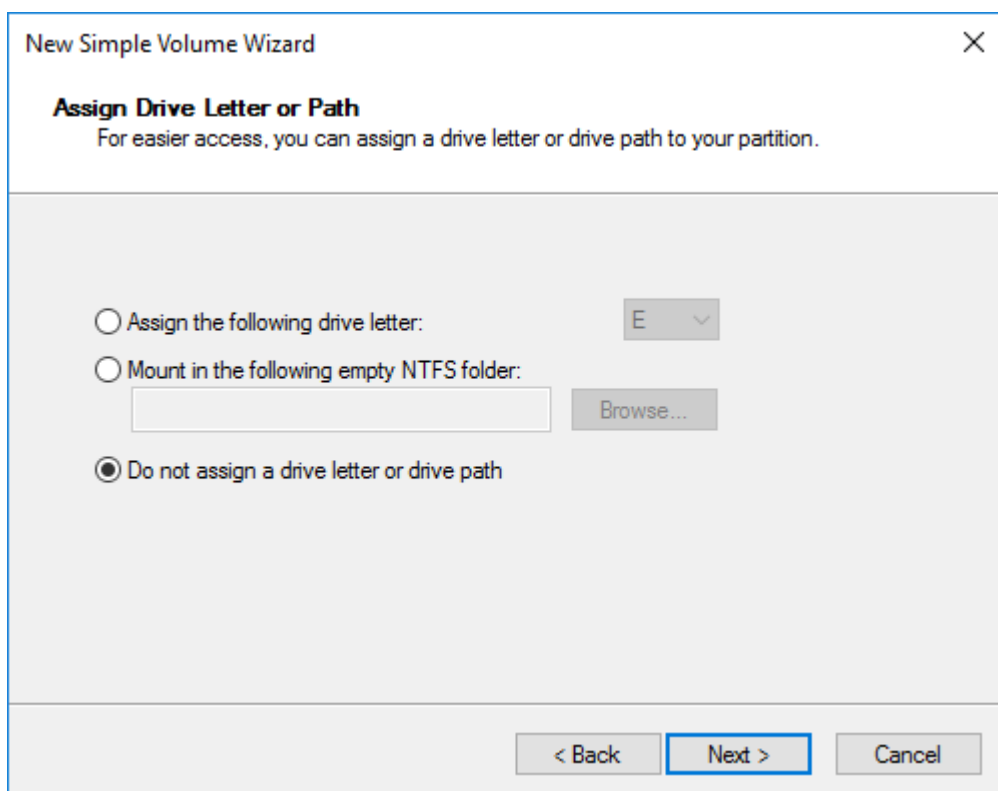 New Simple Volume Wizard
Assign Drive Letter or Path
For easier access, you can assign a drive letter or drive path to your partition.
Assign the following drive letter: E
Mount in the following empty NTFS folder:
Browse...
Do not assign a drive letter or drive path
< Back Next > Cancel